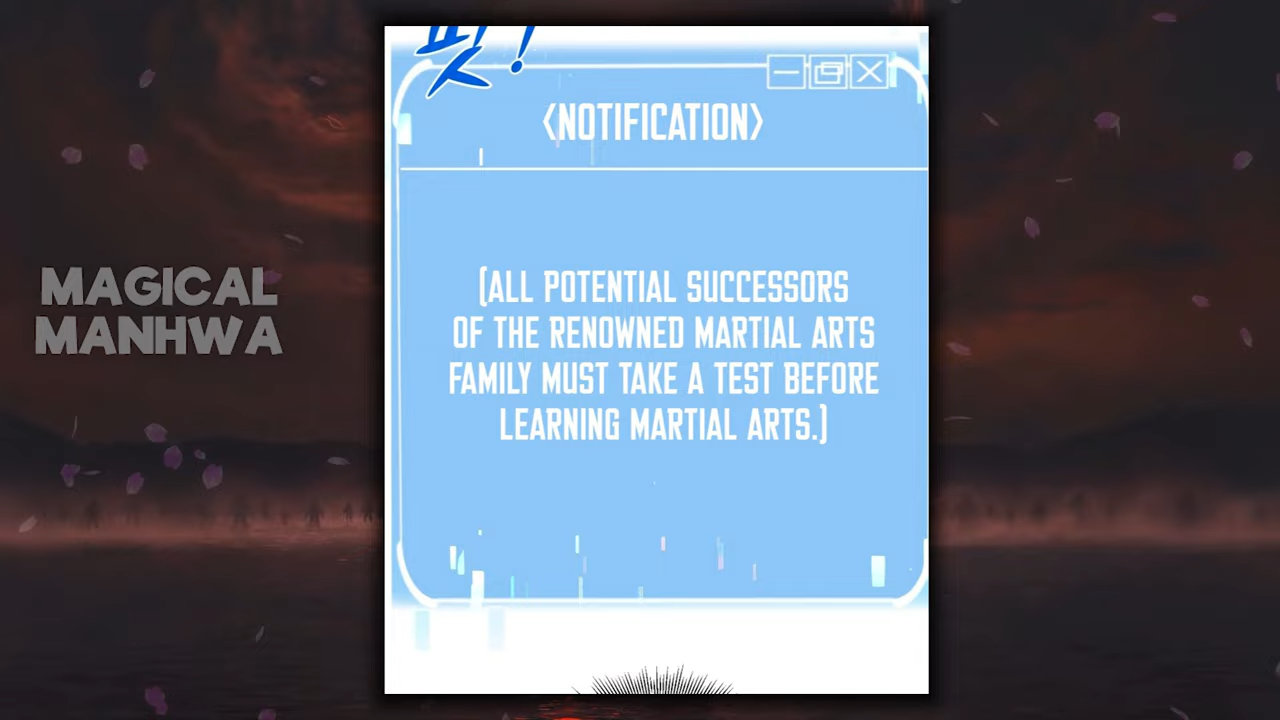 <NOTIFICATION>
[ALL POTENTIAL SUCCESSORS
OF THE RENOWNED MARTIAL ARTS
FAMILY MUST TAKE A TEST BEFORE
LEARNING MARTIAL ARTS.]
MAGICAL
MANHWA